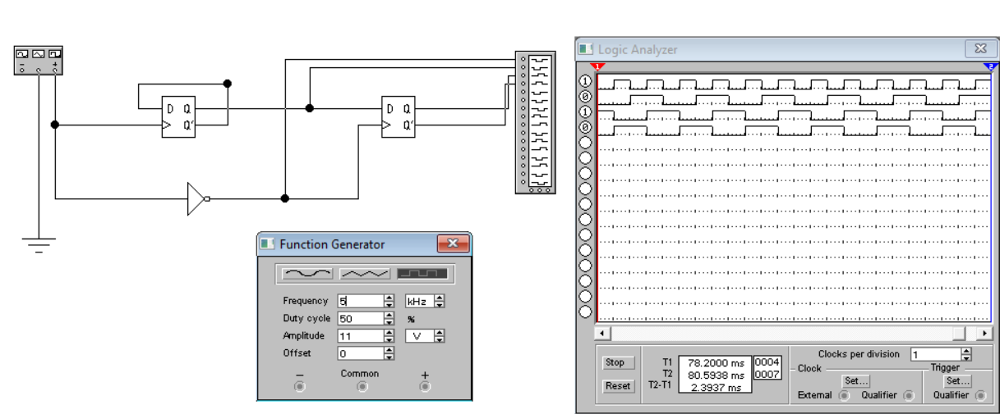 - +
D Q
Q'
D Q
Q'
Function Generator
Frequency 5 kHz
Duty cycle 50 %
Amplitude 11 V
Offset 0
- Common +
Logic Analyzer
1 2
1
0
1
0
Stop
Reset
T1 78.2000 ms 0004
T2 80.5938 ms 0007
T2-T1 2.3937 ms
Clocks per division 1
Clock
Set...
External Qualifier
Trigger
Set...
Qualifier